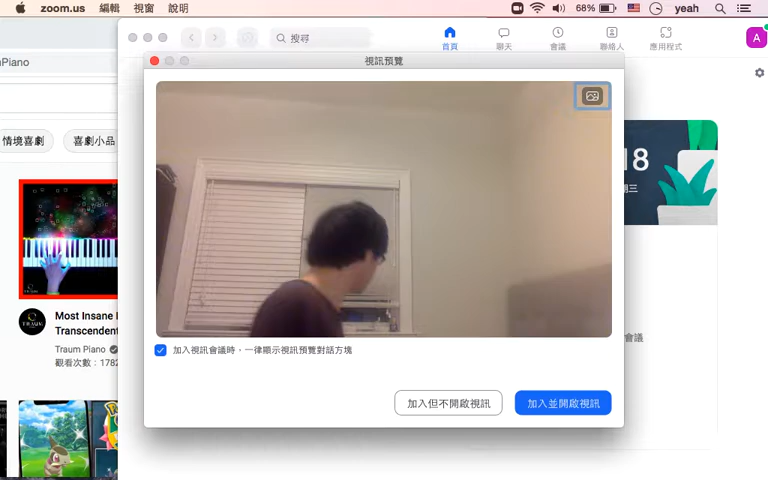 zoom.us 編輯 視窗 說明
68% yeah
搜尋
首頁 聊天 會議 聯絡人 應用程式
A
視訊預覽
Piano
情境喜劇 喜劇小品
18
會議
Most Insane
Transcendent
Traum Piano
觀看次數：1782
加入視訊會議時，一律顯示視訊預覽對話方塊
加入但不開啟視訊 加入並開啟視訊